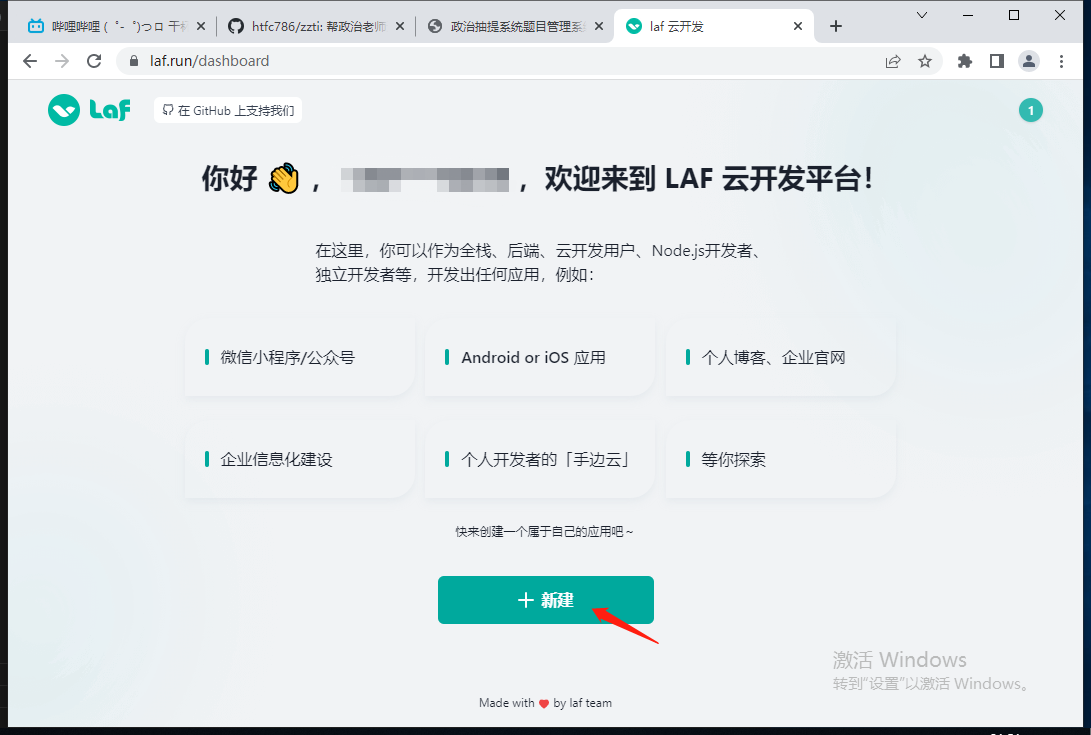 哔哩哔哩 ( ゜- ゜)つロ 干杯
htfc786/zzti: 帮政治老师
政治抽提系统题目管理系统
laf 云开发
laf.run/dashboard
Laf
在 GitHub 上支持我们
1
你好 👋 ， ，欢迎来到 LAF 云开发平台！
在这里，你可以作为全栈、后端、云开发用户、Node.js开发者、
独立开发者等，开发出任何应用，例如：
微信小程序/公众号
Android or iOS 应用
个人博客、企业官网
企业信息化建设
个人开发者的「手边云」
等你探索
快来创建一个属于自己的应用吧～
+ 新建
激活 Windows
转到“设置”以激活 Windows。
Made with ❤ by laf team